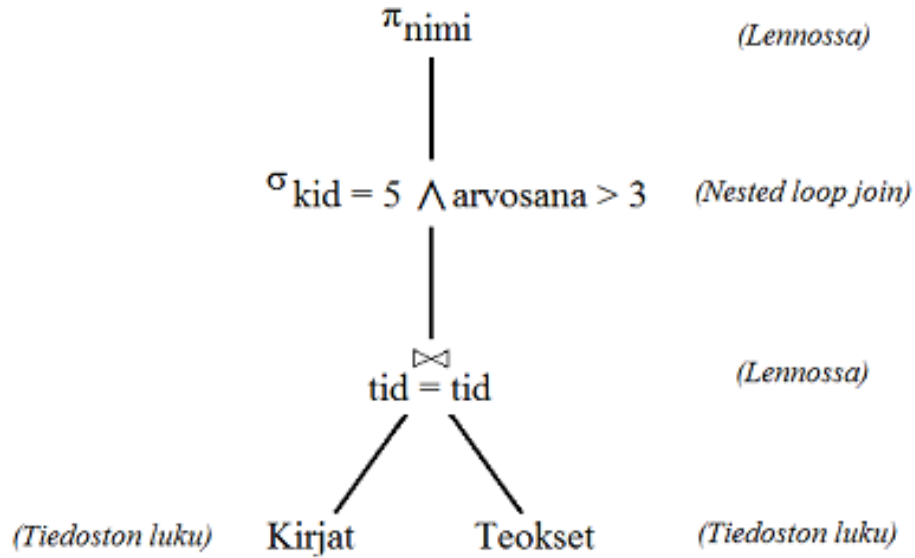 π nimi (Lennossa)
σ kid = 5 ∧ arvosana > 3 (Nested loop join)
⋈
tid = tid (Lennossa)
(Tiedoston luku) Kirjat Teokset (Tiedoston luku)